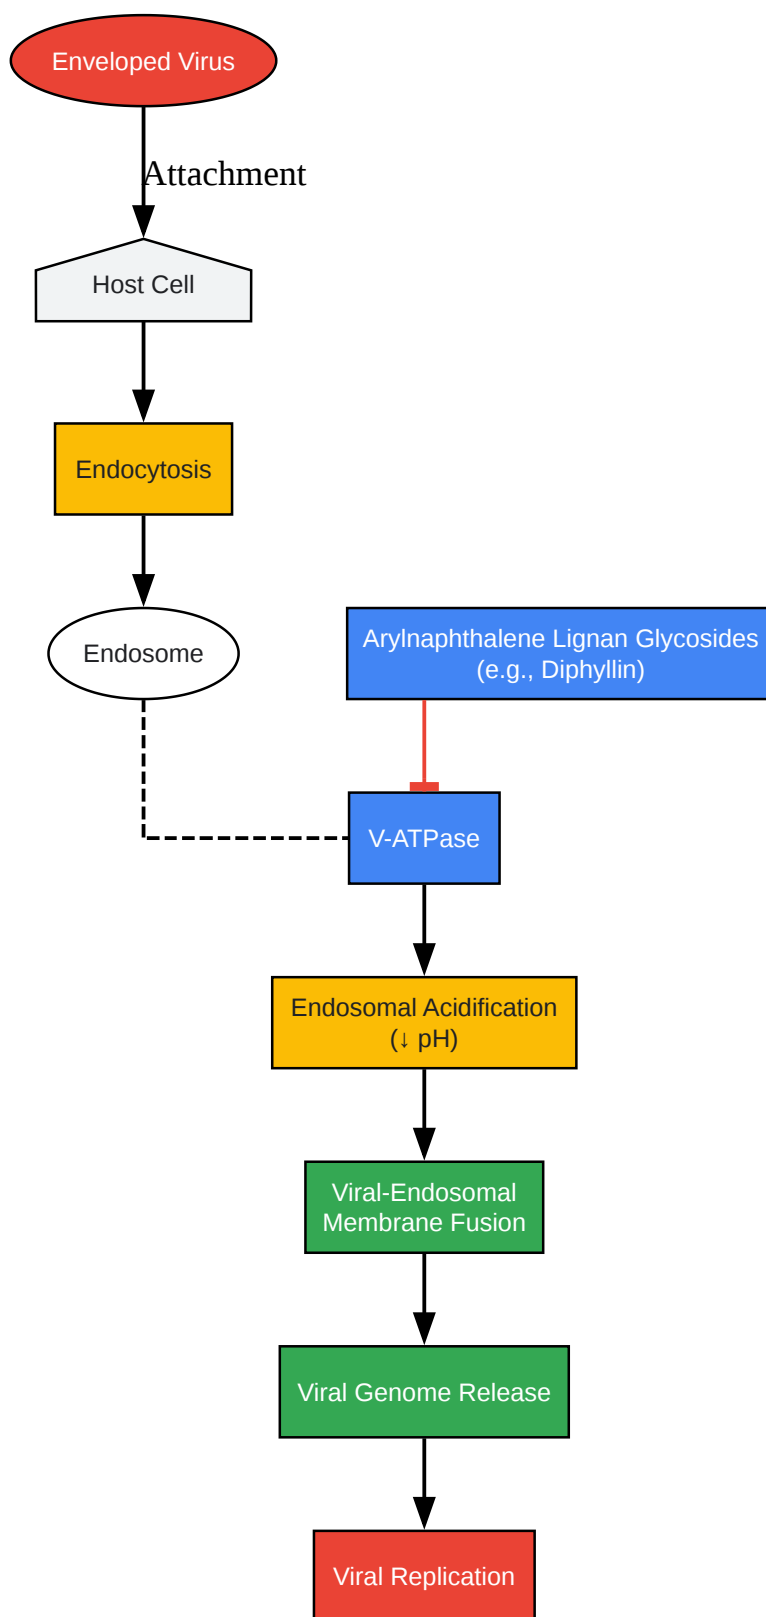 Enveloped Virus
Attachment
Host Cell
Endocytosis
Endosome
Arylnaphthalene Lignan Glycosides
(e.g., Diphyllin)
V-ATPase
Endosomal Acidification
(↓ pH)
Viral-Endosomal
Membrane Fusion
Viral Genome Release
Viral Replication